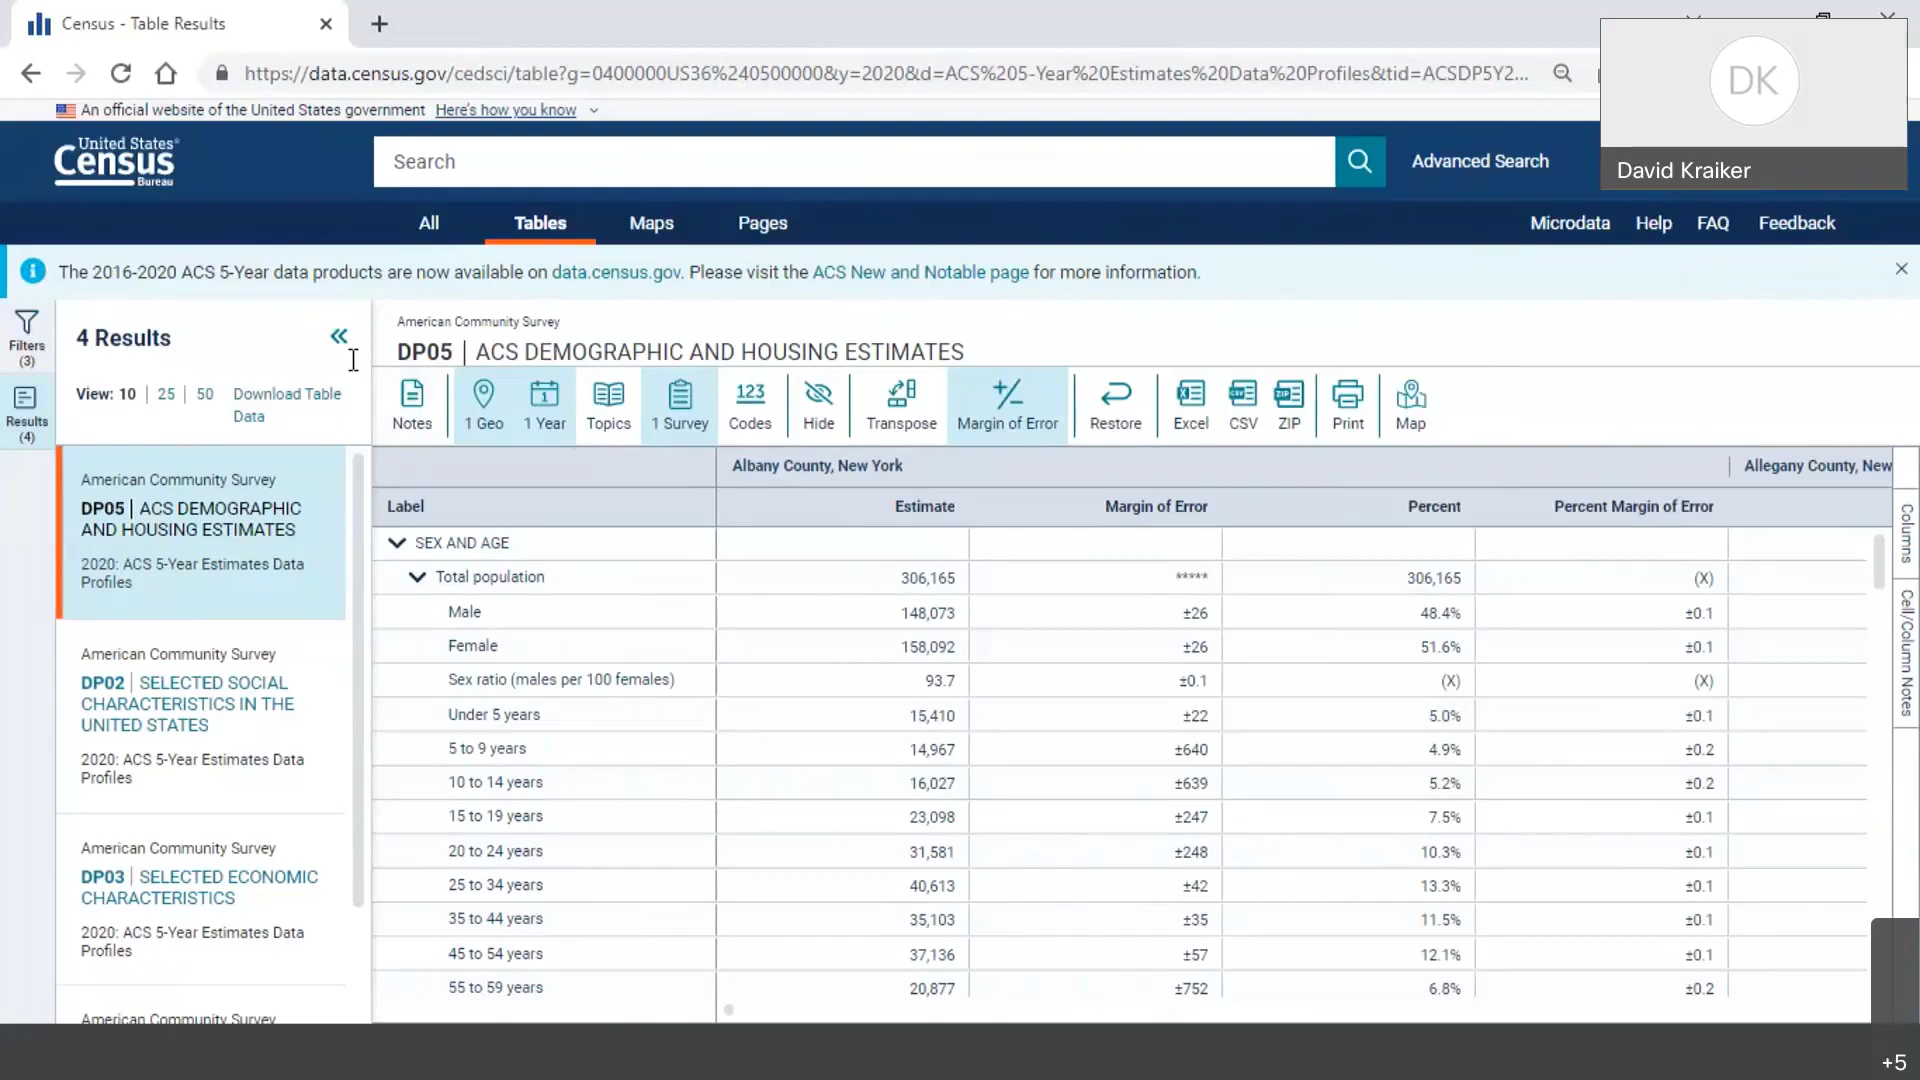 Census - Table Results
https://data.census.gov/cedsci/table?g=0400000US36%240500000&y=2020&d=ACS%205-Year%20Estimates%20Data%20Profiles&tid=ACSDP5Y2...
DK
David Kraiker
An official website of the United States government Here's how you know
United States®
Census
Bureau
Search
Advanced Search
All Tables Maps Pages
Microdata Help FAQ Feedback
The 2016-2020 ACS 5-Year data products are now available on data.census.gov. Please visit the ACS New and Notable page for more information.
Filters
(3)
Results
(4)
4 Results
View: 10 | 25 | 50 Download Table
Data
American Community Survey
DP05 | ACS DEMOGRAPHIC
AND HOUSING ESTIMATES
2020: ACS 5-Year Estimates Data
Profiles
American Community Survey
DP02 | SELECTED SOCIAL
CHARACTERISTICS IN THE
UNITED STATES
2020: ACS 5-Year Estimates Data
Profiles
American Community Survey
DP03 | SELECTED ECONOMIC
CHARACTERISTICS
2020: ACS 5-Year Estimates Data
Profiles
American Community Survey
American Community Survey
DP05 | ACS DEMOGRAPHIC AND HOUSING ESTIMATES
Notes 1 Geo 1 Year Topics 1 Survey 123 Codes Hide Transpose Margin of Error Restore Excel CSV ZIP Print Map
Albany County, New York Allegany County, New
Label Estimate Margin of Error Percent Percent Margin of Error
SEX AND AGE
Total population 306,165 ***** 306,165 (X)
Male 148,073 ±26 48.4% ±0.1
Female 158,092 ±26 51.6% ±0.1
Sex ratio (males per 100 females) 93.7 ±0.1 (X) (X)
Under 5 years 15,410 ±22 5.0% ±0.1
5 to 9 years 14,967 ±640 4.9% ±0.2
10 to 14 years 16,027 ±639 5.2% ±0.2
15 to 19 years 23,098 ±247 7.5% ±0.1
20 to 24 years 31,581 ±248 10.3% ±0.1
25 to 34 years 40,613 ±42 13.3% ±0.1
35 to 44 years 35,103 ±35 11.5% ±0.1
45 to 54 years 37,136 ±57 12.1% ±0.1
55 to 59 years 20,877 ±752 6.8% ±0.2
Columns
Cell/Column Notes
+5